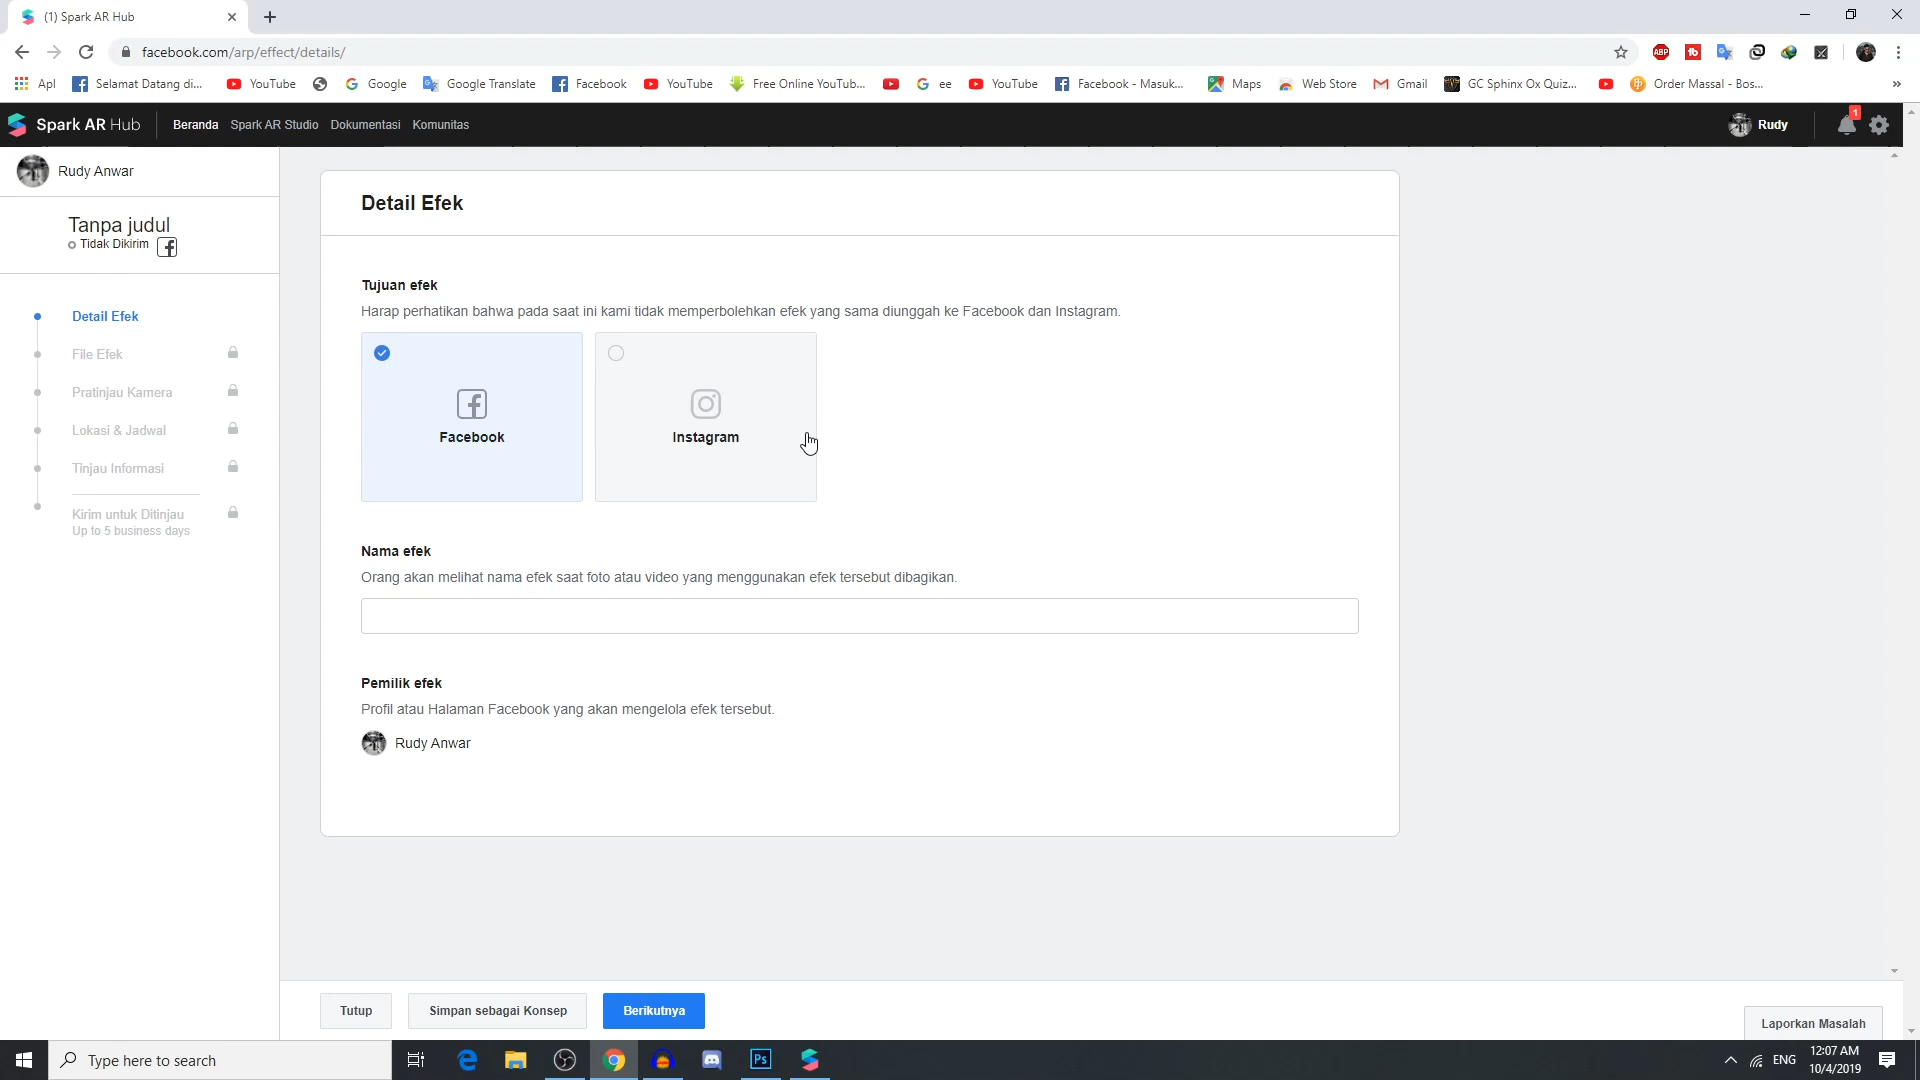 (1) Spark AR Hub
facebook.com/arp/effect/details/
Apl
Selamat Datang di...
YouTube
Google
Google Translate
Facebook
YouTube
Free Online YouTub...
ee
YouTube
Facebook - Masuk...
Maps
Web Store
Gmail
GC Sphinx Ox Quiz...
Order Massal - Bos...
Spark AR Hub
Beranda
Spark AR Studio
Dokumentasi
Komunitas
Rudy
1
Rudy Anwar
Tanpa judul
Tidak Dikirim
Detail Efek
File Efek
Pratinjau Kamera
Lokasi & Jadwal
Tinjau Informasi
Kirim untuk Ditinjau
Up to 5 business days
Detail Efek
Tujuan efek
Harap perhatikan bahwa pada saat ini kami tidak memperbolehkan efek yang sama diunggah ke Facebook dan Instagram.
Facebook
Instagram
Nama efek
Orang akan melihat nama efek saat foto atau video yang menggunakan efek tersebut dibagikan.
Pemilik efek
Profil atau Halaman Facebook yang akan mengelola efek tersebut.
Rudy Anwar
Tutup
Simpan sebagai Konsep
Berikutnya
Laporkan Masalah
Type here to search
Ps
ENG
12:07 AM
10/4/2019